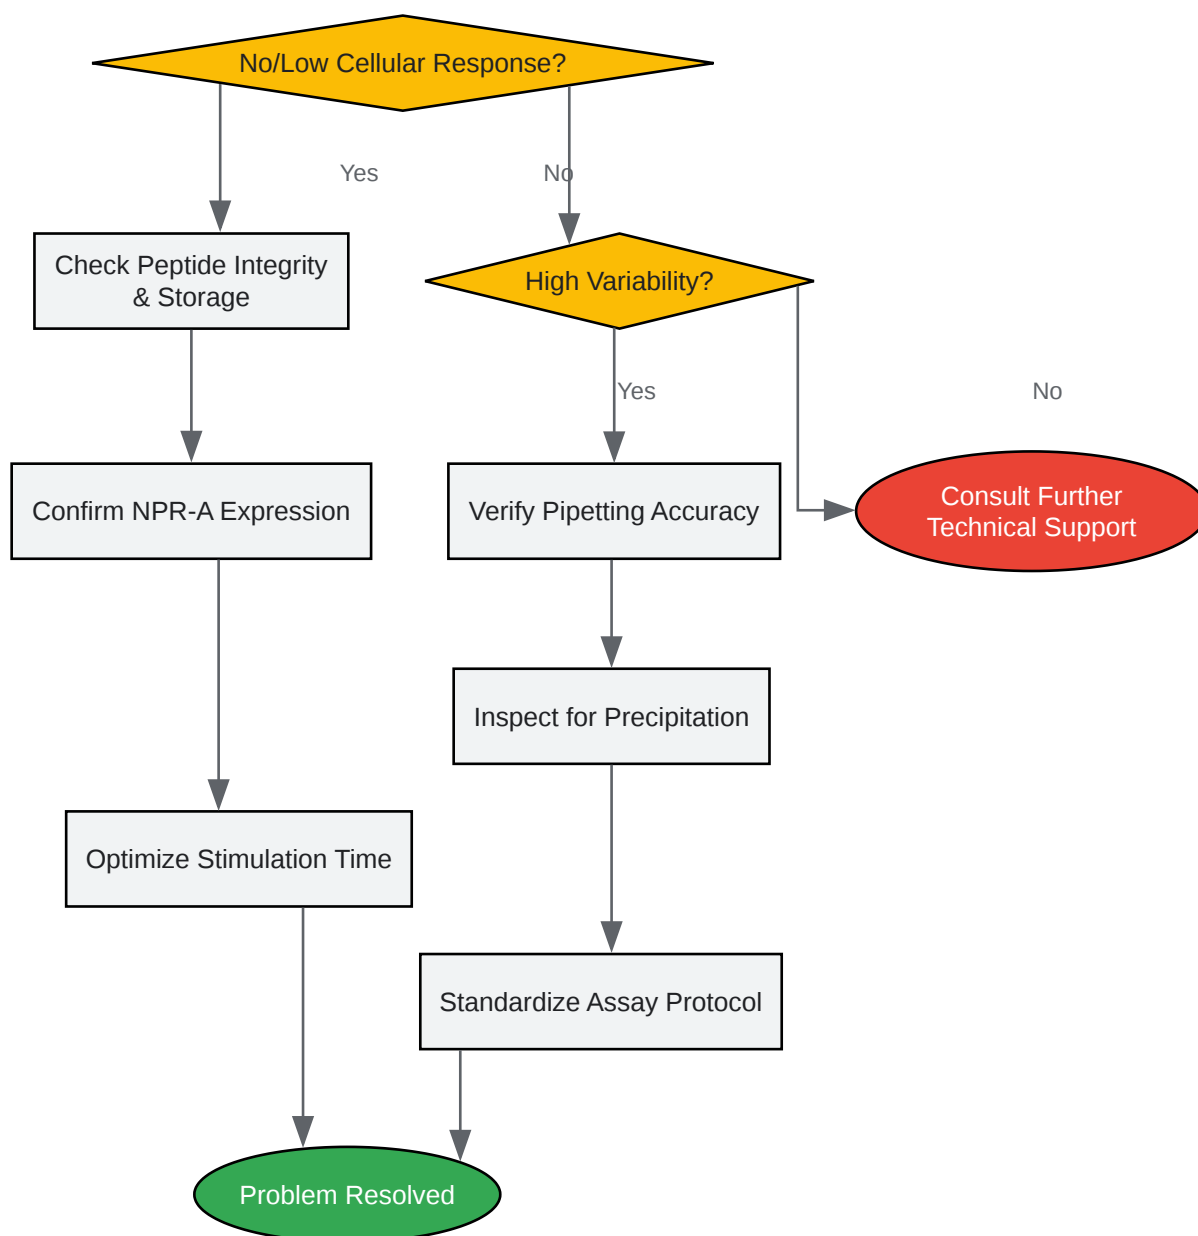 No/Low Cellular Response?
Yes
No
Check Peptide Integrity
& Storage
High Variability?
Yes
No
Confirm NPR-A Expression
Verify Pipetting Accuracy
Consult Further
Technical Support
Inspect for Precipitation
Optimize Stimulation Time
Standardize Assay Protocol
Problem Resolved